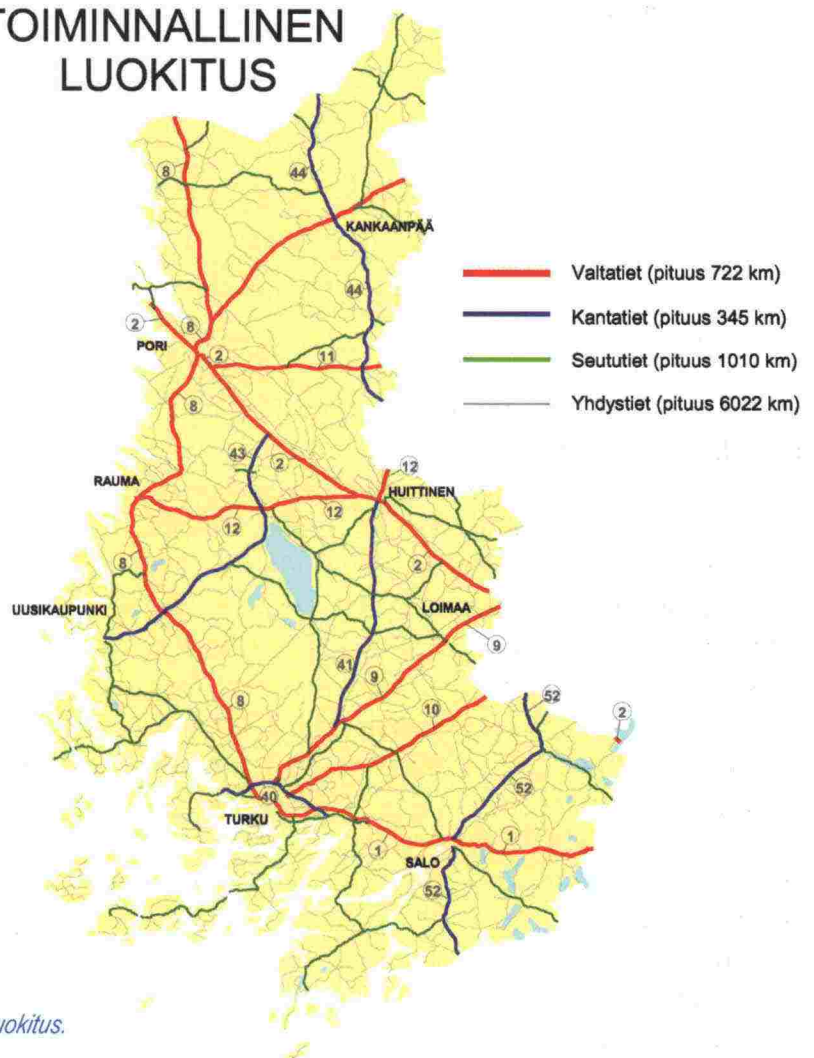 TOIMINNALLINEN
LUOKITUS
8
44
KANKAANPÄÄ
44
2
8
PORI
2
11
8
43
2
12
RAUMA
HUITTINEN
12
12
8
2
UUSIKAUPUNKI
LOIMAA
9
41
9
8
10
52
2
40
52
TURKU
1
1
SALO
52
Valtatiet (pituus 722 km)
Kantatiet (pituus 345 km)
Seututiet (pituus 1010 km)
Yhdystiet (pituus 6022 km)
uokitus.